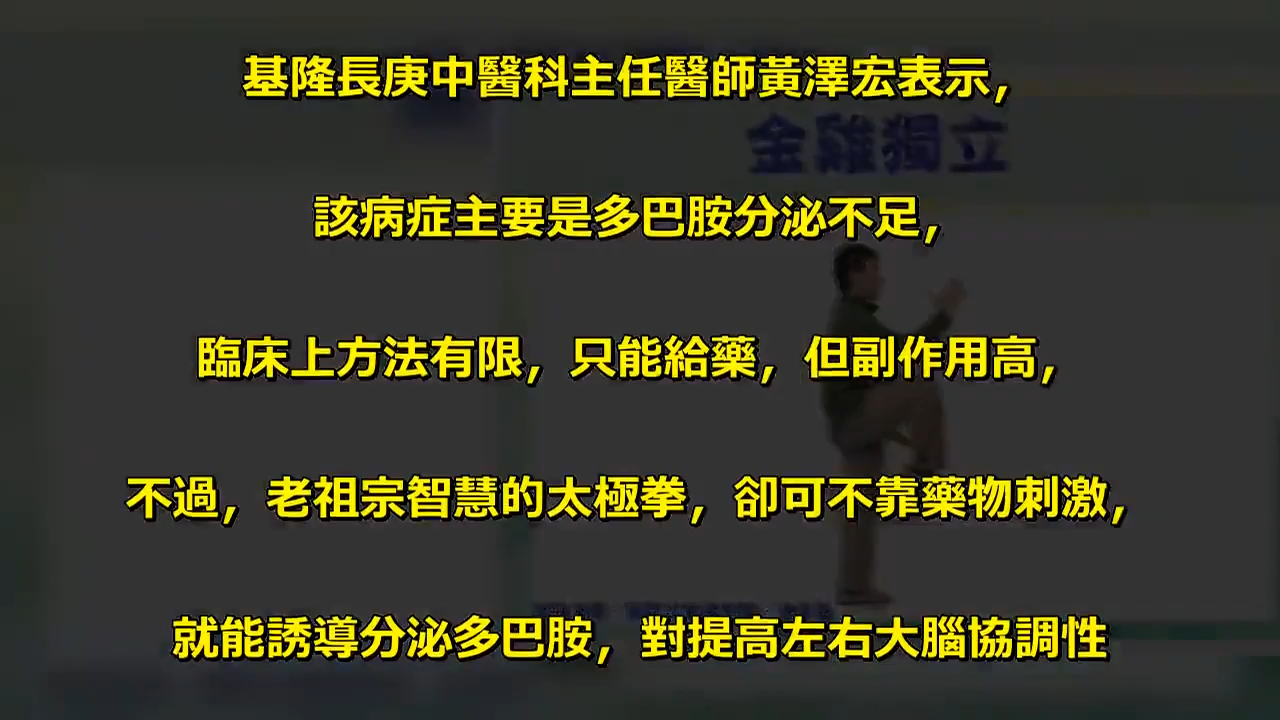 基隆長庚中醫科主任醫師黃澤宏表示，
金雞獨立
該病症主要是多巴胺分泌不足，
臨床上方法有限，只能給藥，但副作用高，
不過，老祖宗智慧的太極拳，卻可不靠藥物刺激，
就能誘導分泌多巴胺，對提高左右大腦協調性